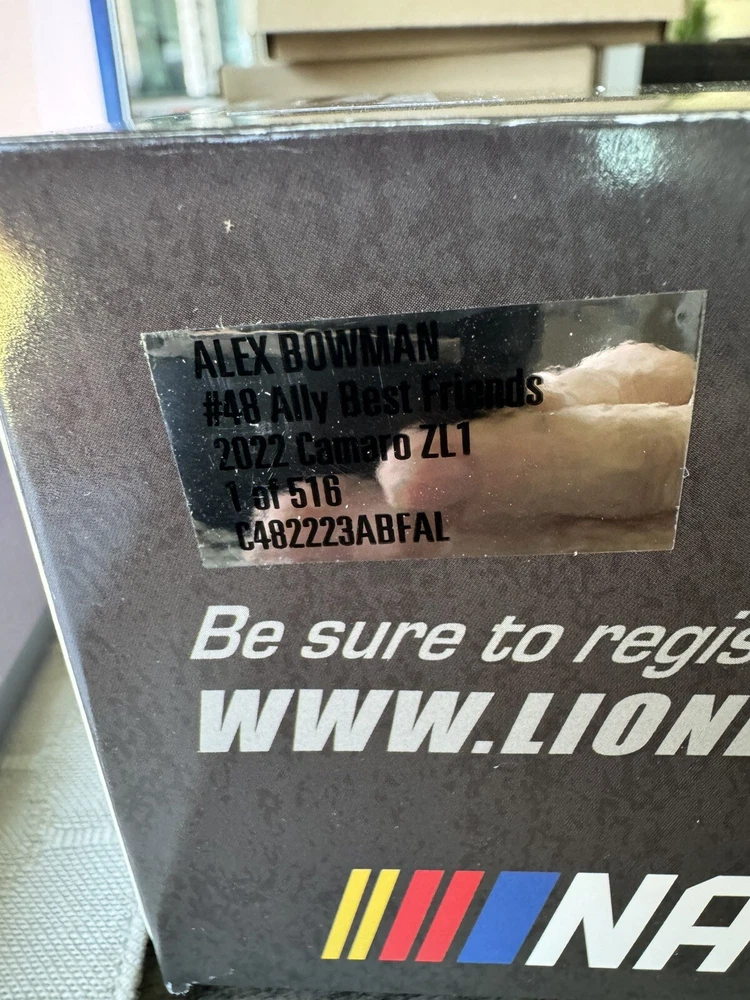 ALEX BOWMAN
#48 Ally Best Friends
2022 Camaro ZL1
1 of 516
C482223ABFAL
Be sure to regis
WWW.LION
NA